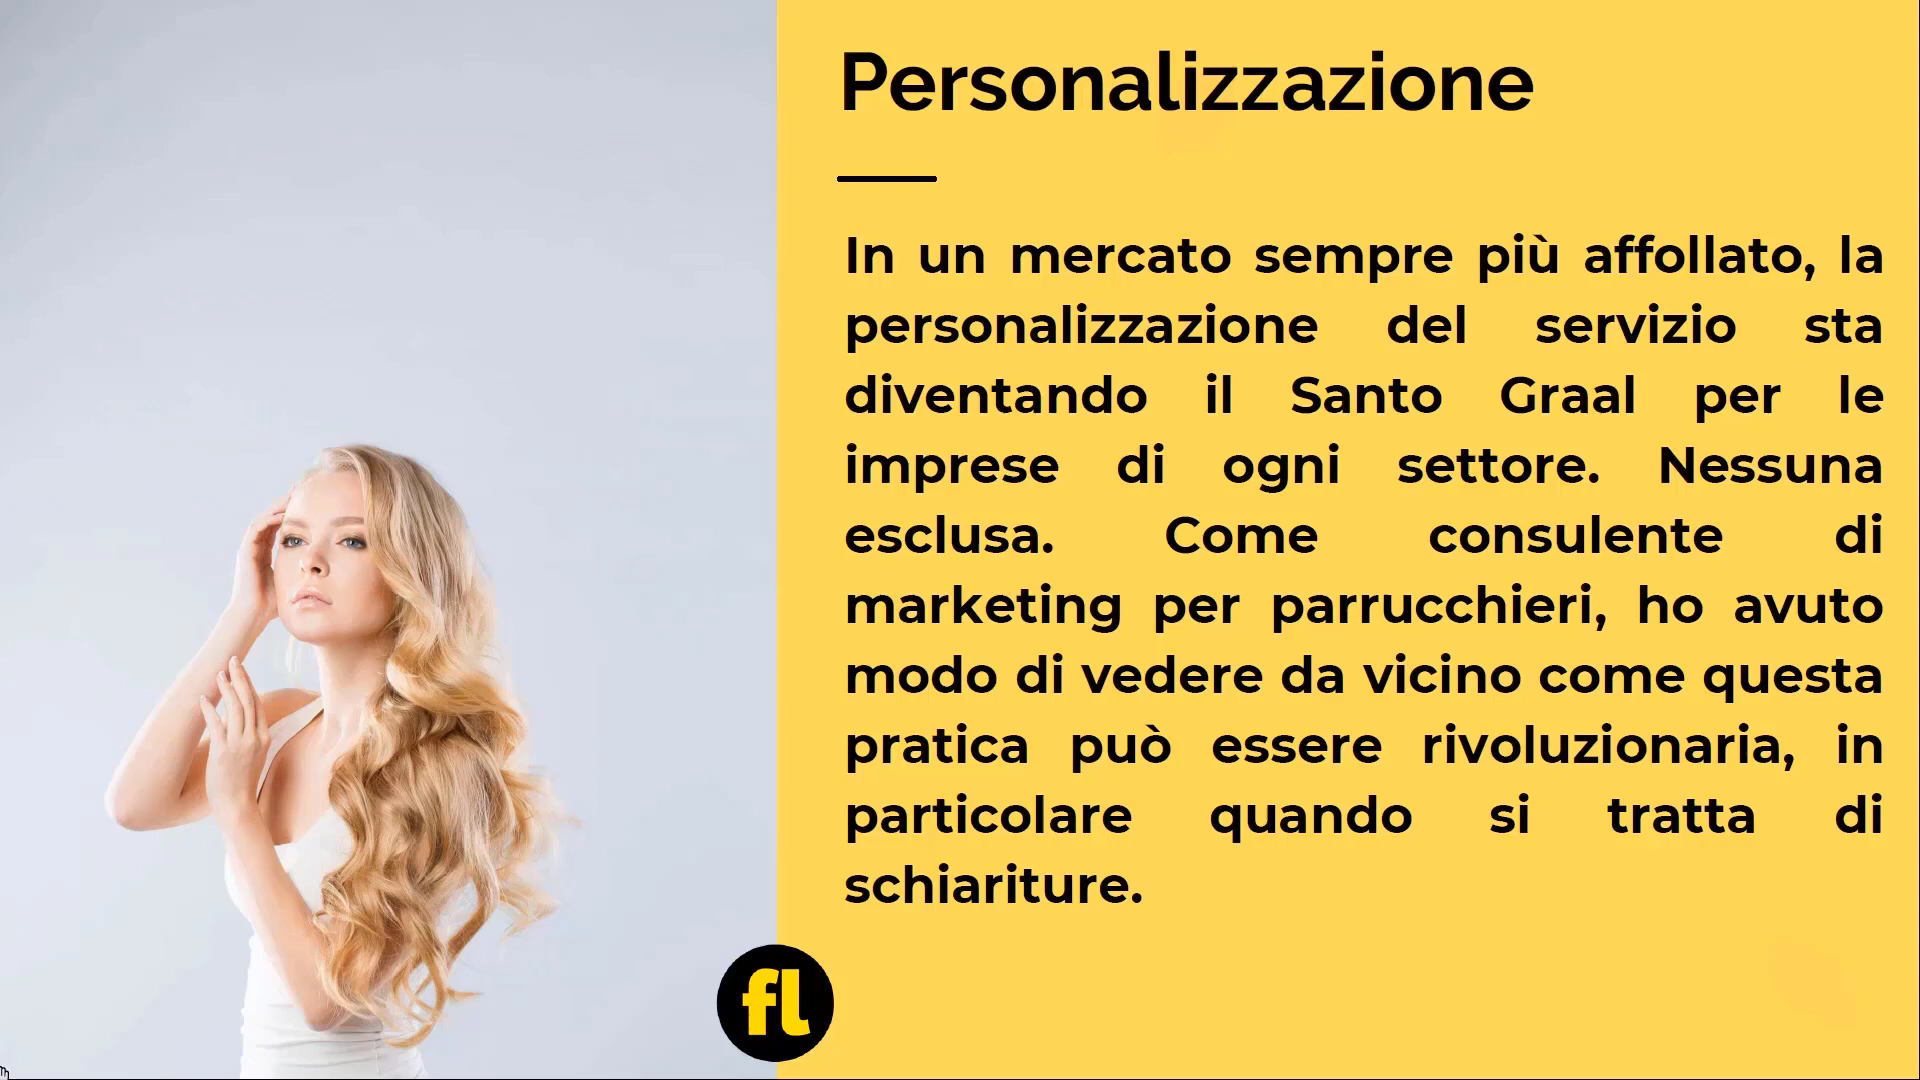 Personalizzazione
In un mercato sempre più affollato, la
personalizzazione del servizio sta
diventando il Santo Graal per le
imprese di ogni settore. Nessuna
esclusa. Come consulente di
marketing per parrucchieri, ho avuto
modo di vedere da vicino come questa
pratica può essere rivoluzionaria, in
particolare quando si tratta di
schiariture.
fl